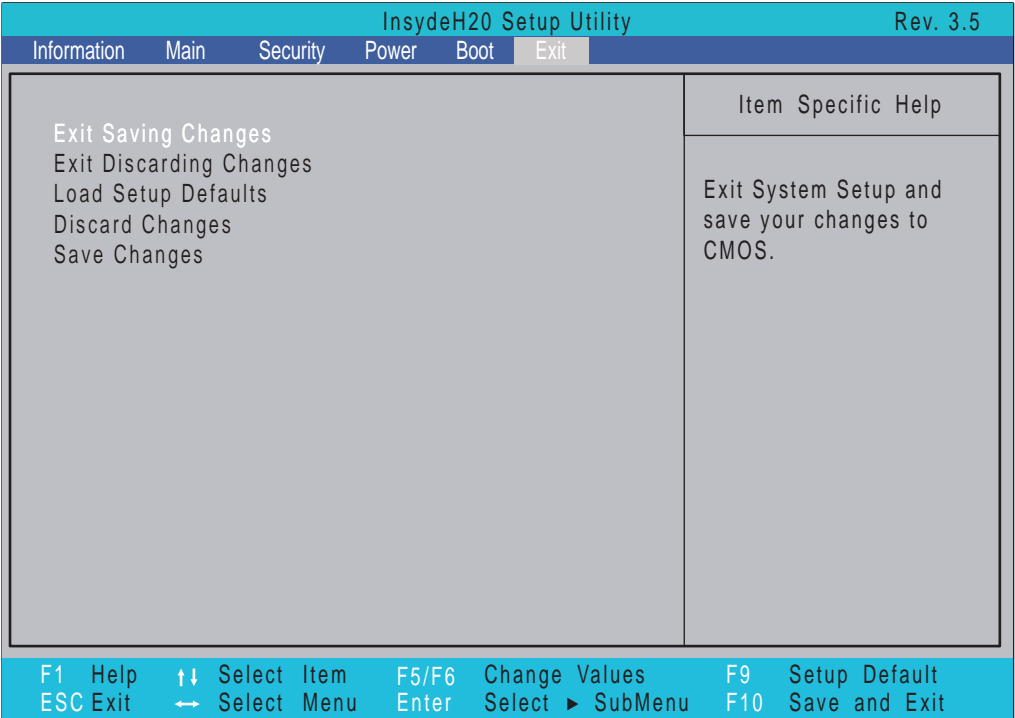 InsydeH20 Setup Utility Rev. 3.5
Information Main Security Power Boot Exit
Exit Saving Changes
Exit Discarding Changes
Load Setup Defaults
Discard Changes
Save Changes
Item Specific Help
Exit System Setup and
save your changes to
CMOS.
F1 Help ↑↓ Select Item F5/F6 Change Values F9 Setup Default
ESC Exit ↔ Select Menu Enter Select ► SubMenu F10 Save and Exit